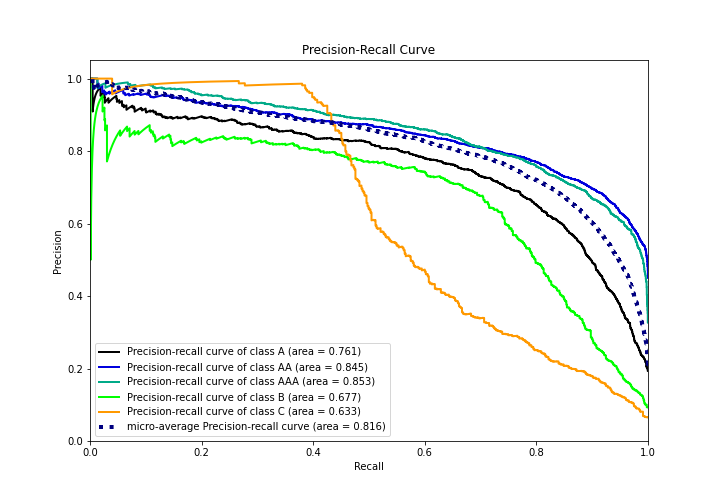 Precision-Recall Curve
1.0
0.8
0.6
0.4
0.2
0.0
Precision
Precision-recall curve of class A (area = 0.761)
Precision-recall curve of class AA (area = 0.845)
Precision-recall curve of class AAA (area = 0.853)
Precision-recall curve of class B (area = 0.677)
Precision-recall curve of class C (area = 0.633)
micro-average Precision-recall curve (area = 0.816)
0.0 0.2 0.4 0.6 0.8 1.0
Recall